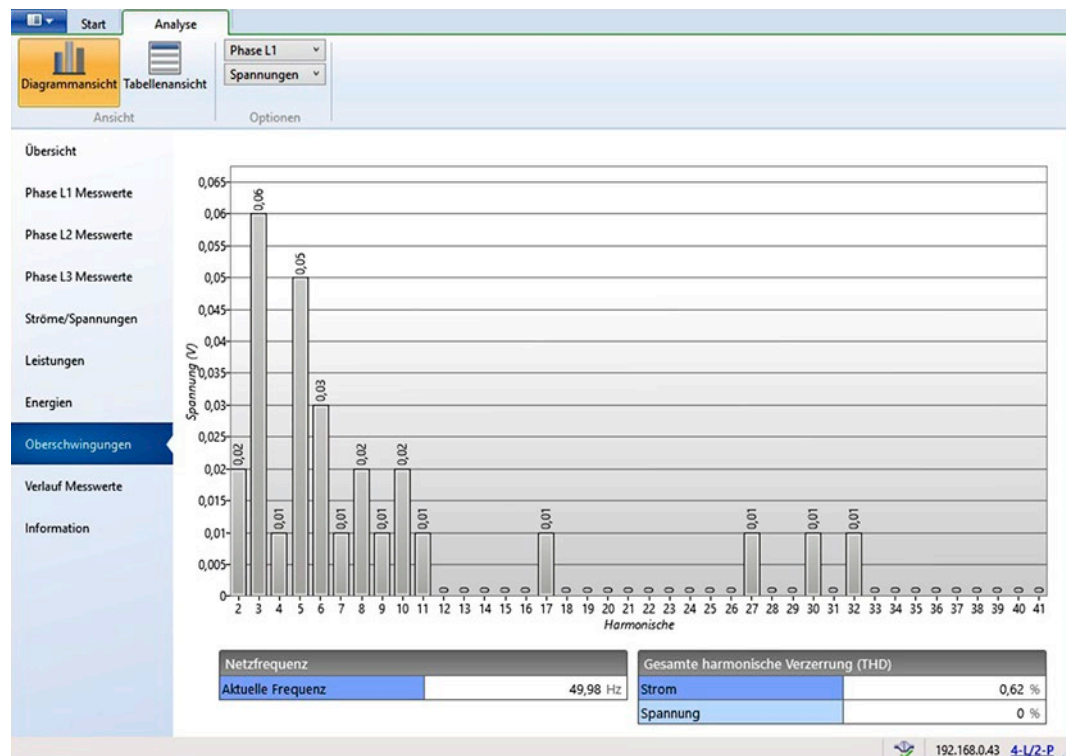 Start Analyse
Diagrammansicht Tabellenansicht
Phase L1
Spannungen
Ansicht Optionen
Übersicht
Phase L1 Messwerte
Phase L2 Messwerte
Phase L3 Messwerte
Ströme/Spannungen
Leistungen
Energien
Oberschwingungen
Verlauf Messwerte
Information
Spannung (V)
0,065
0,06
0,055
0,05
0,045
0,04
0,035
0,03
0,025
0,02
0,015
0,01
0,005
0
0,02 0,06 0,01 0,05 0,03 0,01 0,02 0,01 0,02 0,01 0 0 0 0 0 0,01 0 0 0 0 0 0 0 0 0 0,01 0 0 0,01 0 0,01 0 0 0 0 0 0 0 0 0
2 3 4 5 6 7 8 9 10 11 12 13 14 15 16 17 18 19 20 21 22 23 24 25 26 27 28 29 30 31 32 33 34 35 36 37 38 39 40 41
Harmonische
Netzfrequenz
Aktuelle Frequenz 49,98 Hz
Gesamte harmonische Verzerrung (THD)
Strom 0,62 %
Spannung 0 %
192.168.0.43 4-L/2-P